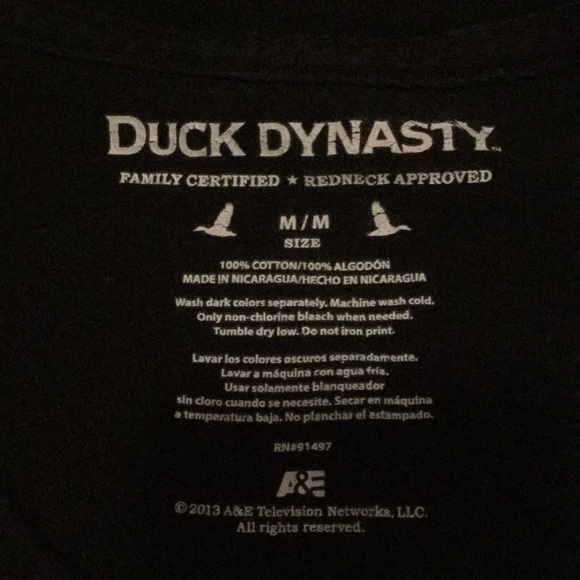 DUCK DYNASTY™
FAMILY CERTIFIED ★ REDNECK APPROVED
M/M
SIZE
100% COTTON/100% ALGODÓN
MADE IN NICARAGUA/HECHO EN NICARAGUA
Wash dark colors separately. Machine wash cold.
Only non-chlorine bleach when needed.
Tumble dry low. Do not iron print.
Lavar los colores oscuros separadamente.
Lavar a máquina con agua fría.
Usar solamente blanqueador
sin cloro cuando se necesite. Secar en máquina
a temperatura baja. No planchar el estampado.
RN#91497
A&E
©2013 A&E Television Networks, LLC.
All rights reserved.